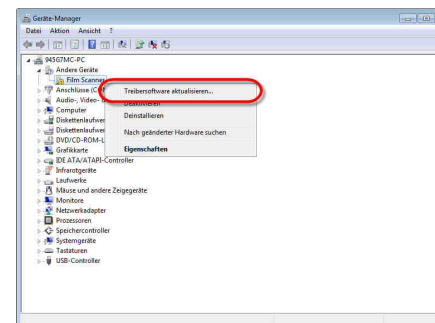 Geräte-Manager
Datei Aktion Ansicht ?
945G7MC-PC
Andere Geräte
Film Scanner
Anschlüsse (COM
Audio-, Video-
Computer
Diskettenlaufwer
Diskettenlaufwer
DVD/CD-ROM-L
Grafikkarte
IDE ATA/ATAPI-Controller
Infrarotgeräte
Laufwerke
Mäuse und andere Zeigegeräte
Monitore
Netzwerkadapter
Prozessoren
Speichercontroller
Systemgeräte
Tastaturen
USB-Controller
Treibersoftware aktualisieren...
Deaktivieren
Deinstallieren
Nach geänderter Hardware suchen
Eigenschaften